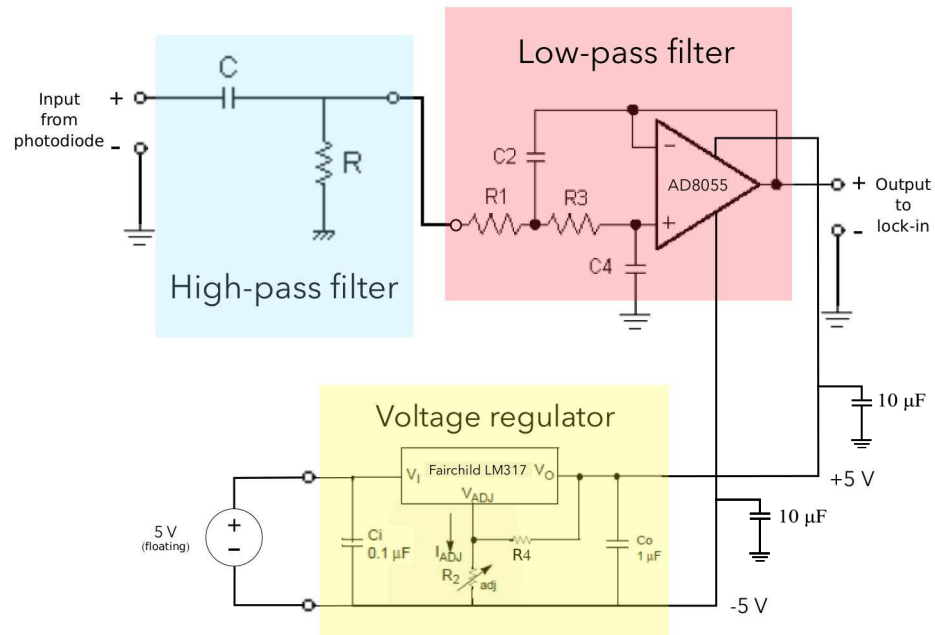 Low-pass filter
C
Input
from
photodiode
+
-
R
High-pass filter
C2
R1
R3
C4
-
+
AD8055
+
-
Output
to
lock-in
10 µF
Voltage regulator
VI
Fairchild LM317
VO
VADJ
+5 V
5 V
(floating)
+
-
Ci
0.1 µF
IADJ
R2
adj
R4
Co
1 µF
10 µF
-5 V